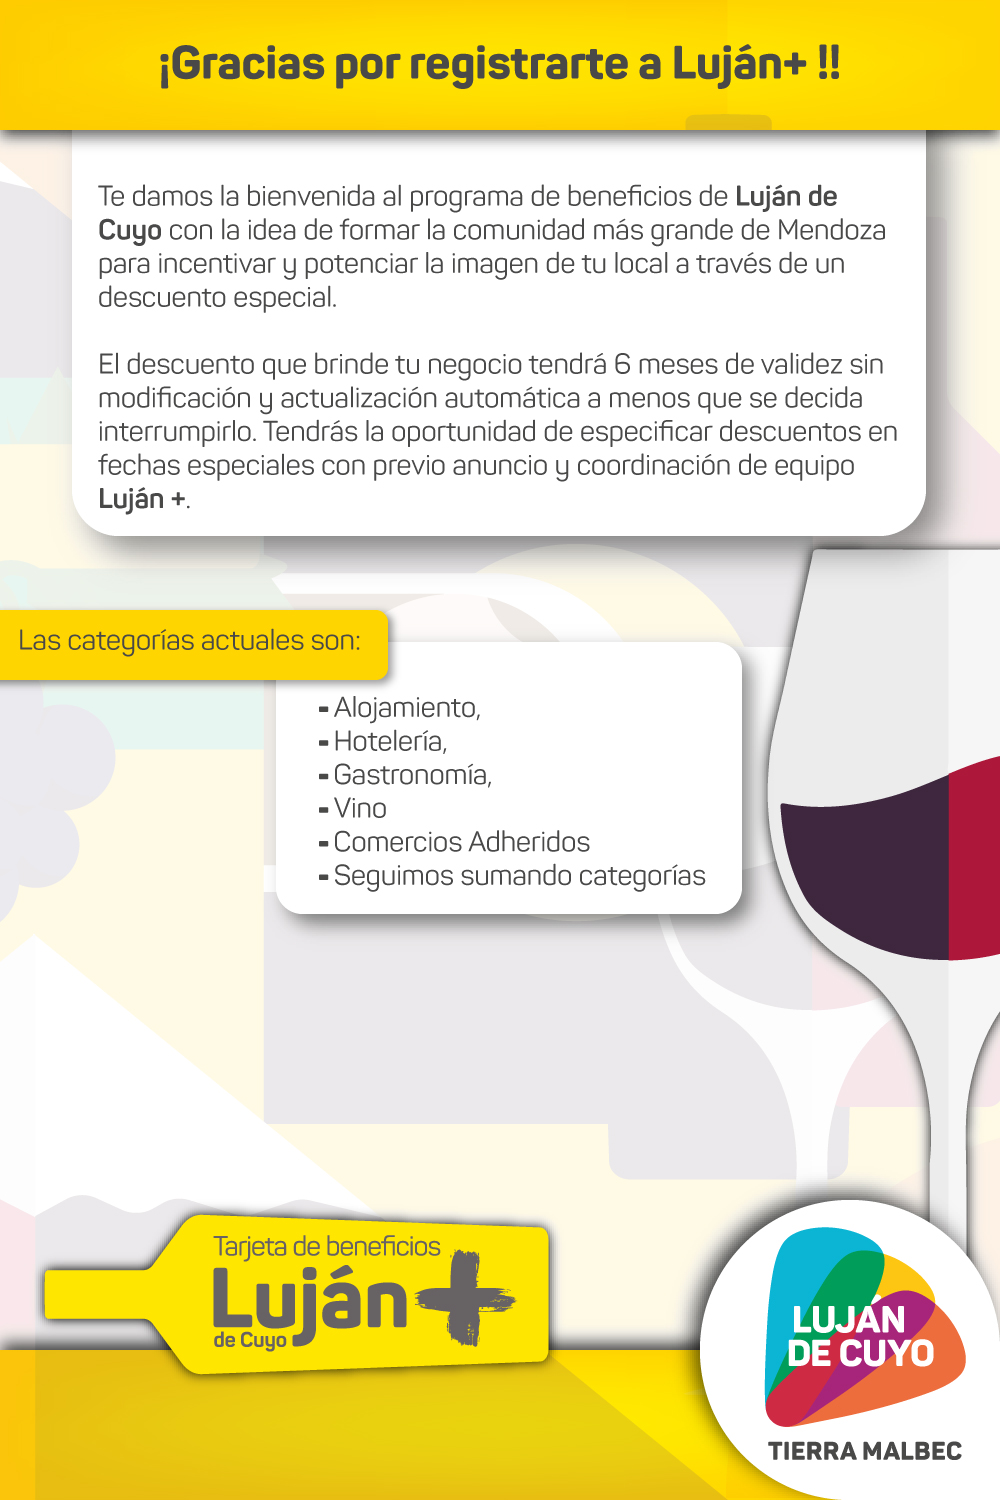 ¡Gracias por registrarte a Luján+ !!
Te damos la bienvenida al programa de beneficios de Luján de
Cuyo con la idea de formar la comunidad más grande de Mendoza
para incentivar y potenciar la imagen de tu local a través de un
descuento especial.
El descuento que brinde tu negocio tendrá 6 meses de validez sin
modificación y actualización automática a menos que se decida
interrumpirlo. Tendrás la oportunidad de especificar descuentos en
fechas especiales con previo anuncio y coordinación de equipo
Luján +.
Las categorías actuales son:
- Alojamiento,
- Hotelería,
- Gastronomía,
- Vino
- Comercios Adheridos
- Seguimos sumando categorías
Tarjeta de beneficios
Luján +
de Cuyo
LUJÁN
DE CUYO
TIERRA MALBEC